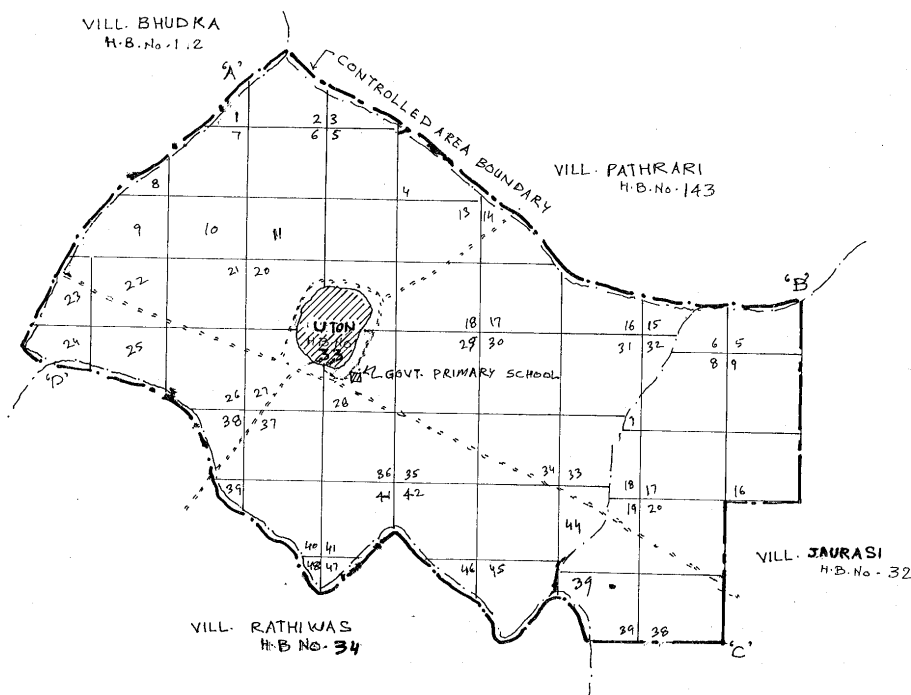 VILL. BHUDKA
H.B.No-1.2
'A'
CONTROLLED AREA BOUNDARY
1
2 3
7
6 5
VILL. PATHRARI
H.B.No-143
8
4
13 14
9
10
11
21 20
22
23
'B'
UTON
H.B.No
33
18 17
16 15
29 30
31 32
6 5
8 9
24
25
'D'
GOVT. PRIMARY SCHOOL
26 27
28
38 37
7
36 35
34 33
39
41 42
18 17
16
19 20
44
40 41
48 47
46 45
39
VILL. JAURASI
H.B.No-32
VILL. RATHIWAS
H.B No-34
39 38
'C'